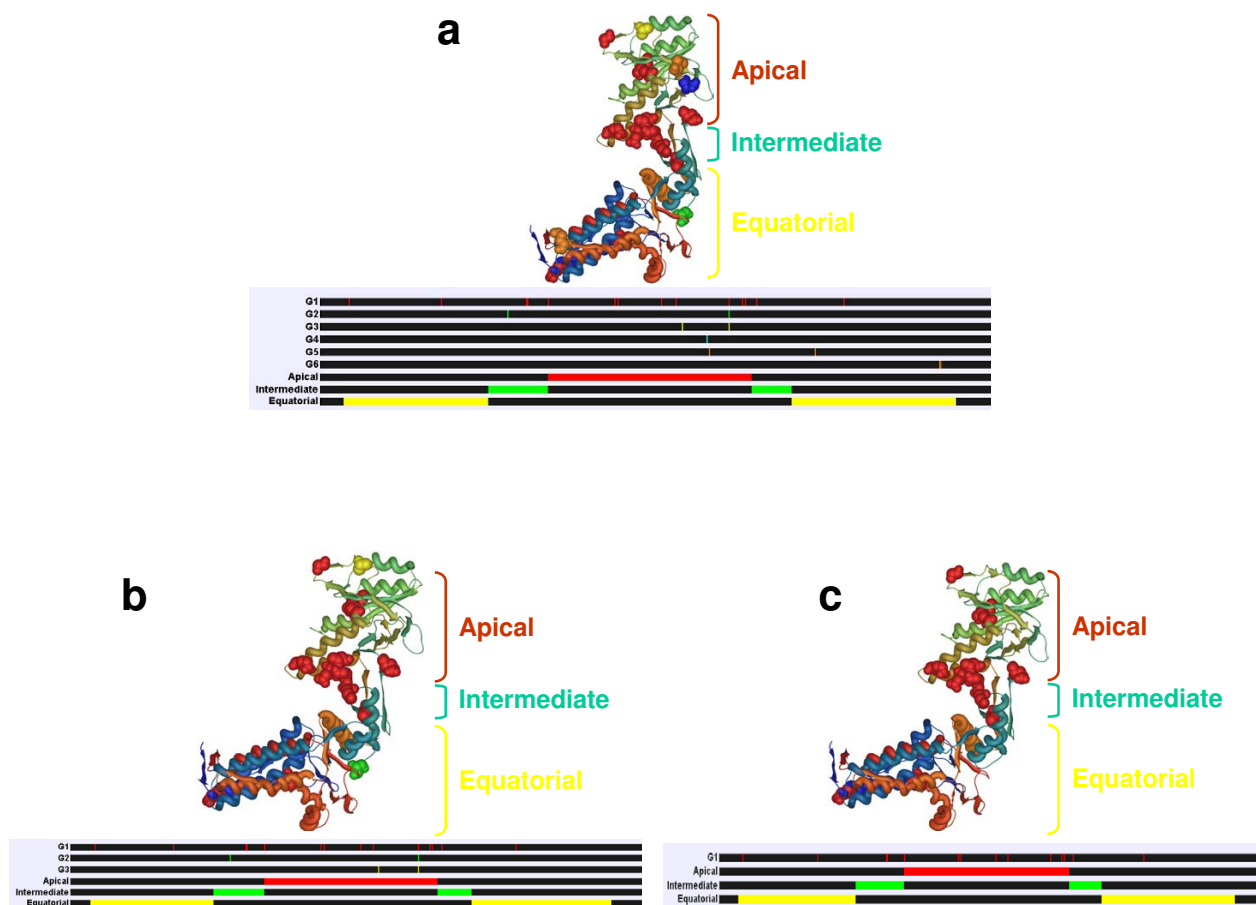 a
Apical
Intermediate
Equatorial
G1
G2
G3
G4
G5
G6
Apical
Intermediate
Equatorial
b
Apical
Intermediate
Equatorial
G1
G2
G3
Apical
Intermediate
Equatorial
c
Apical
Intermediate
Equatorial
G1
Apical
Intermediate
Equatorial